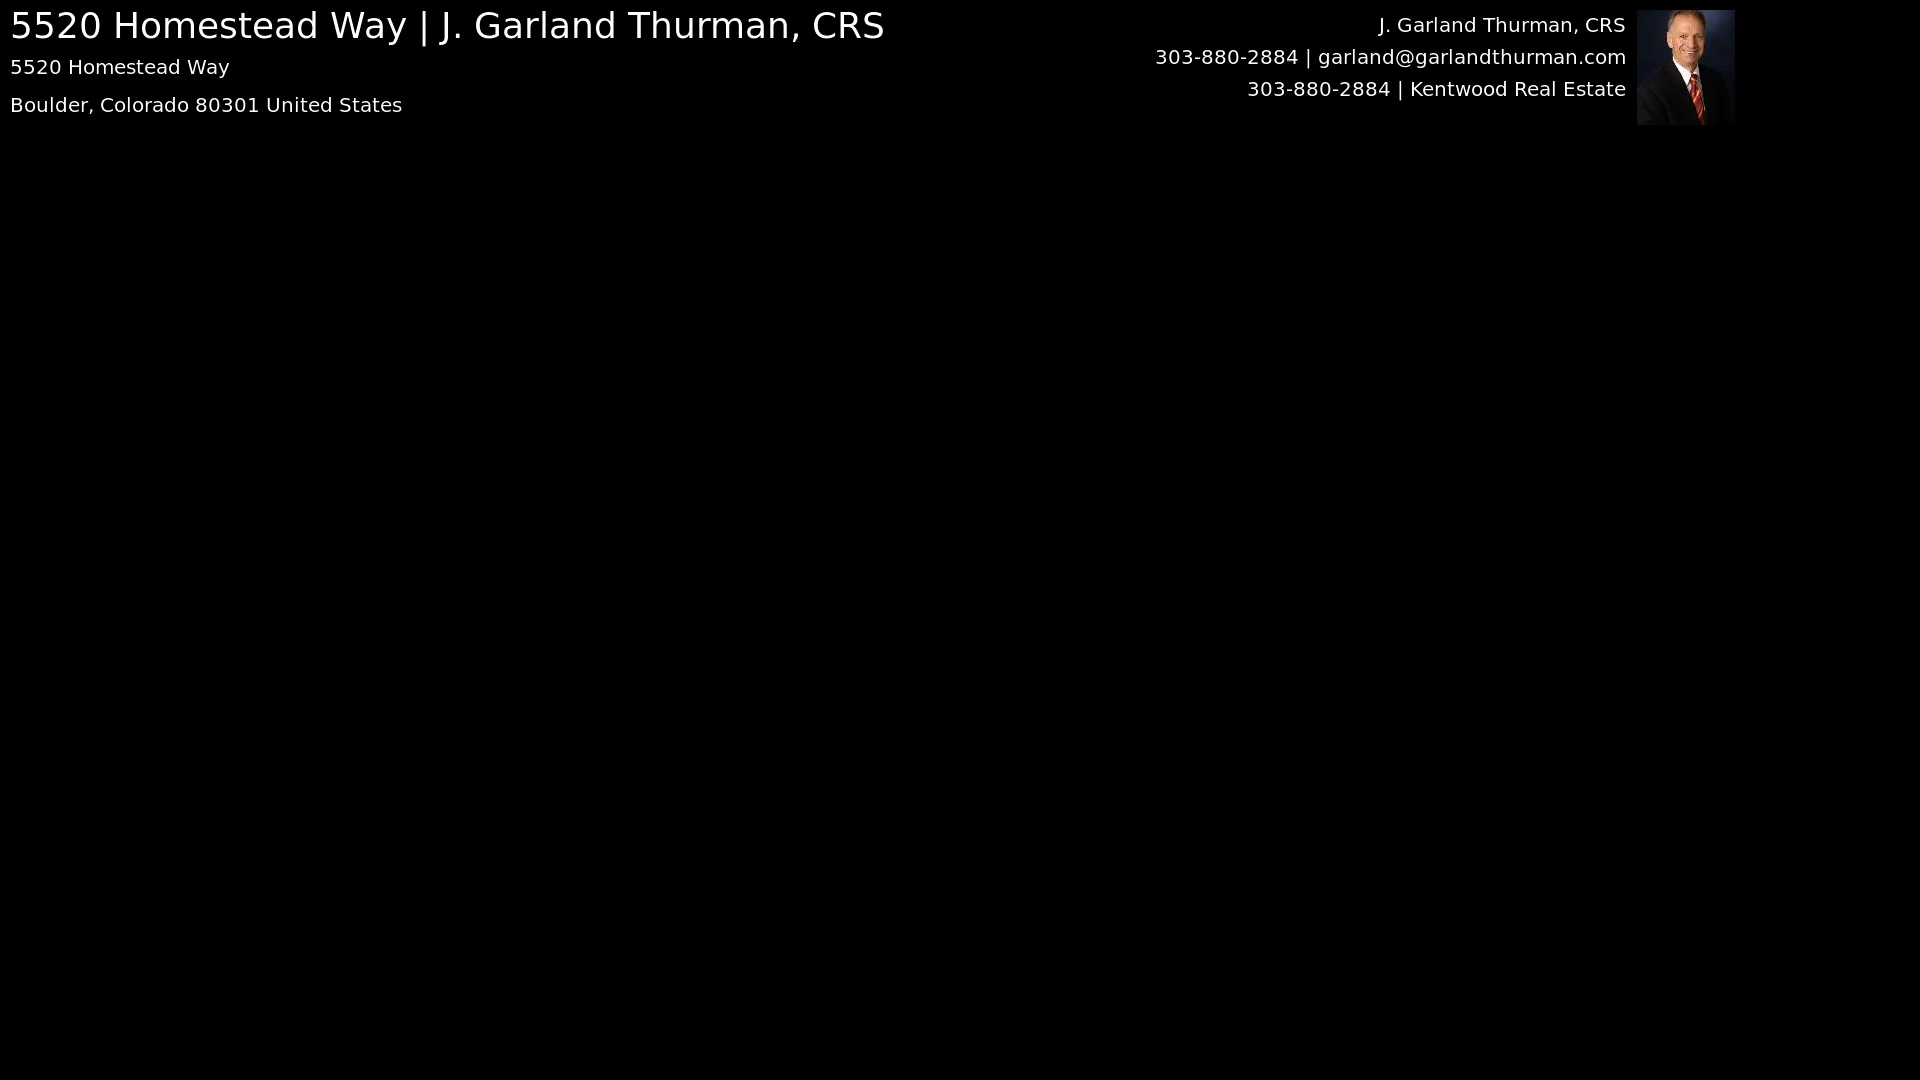 5520 Homestead Way | J. Garland Thurman, CRS
5520 Homestead Way
Boulder, Colorado 80301 United States
J. Garland Thurman, CRS
303-880-2884 | garland@garlandthurman.com
303-880-2884 | Kentwood Real Estate